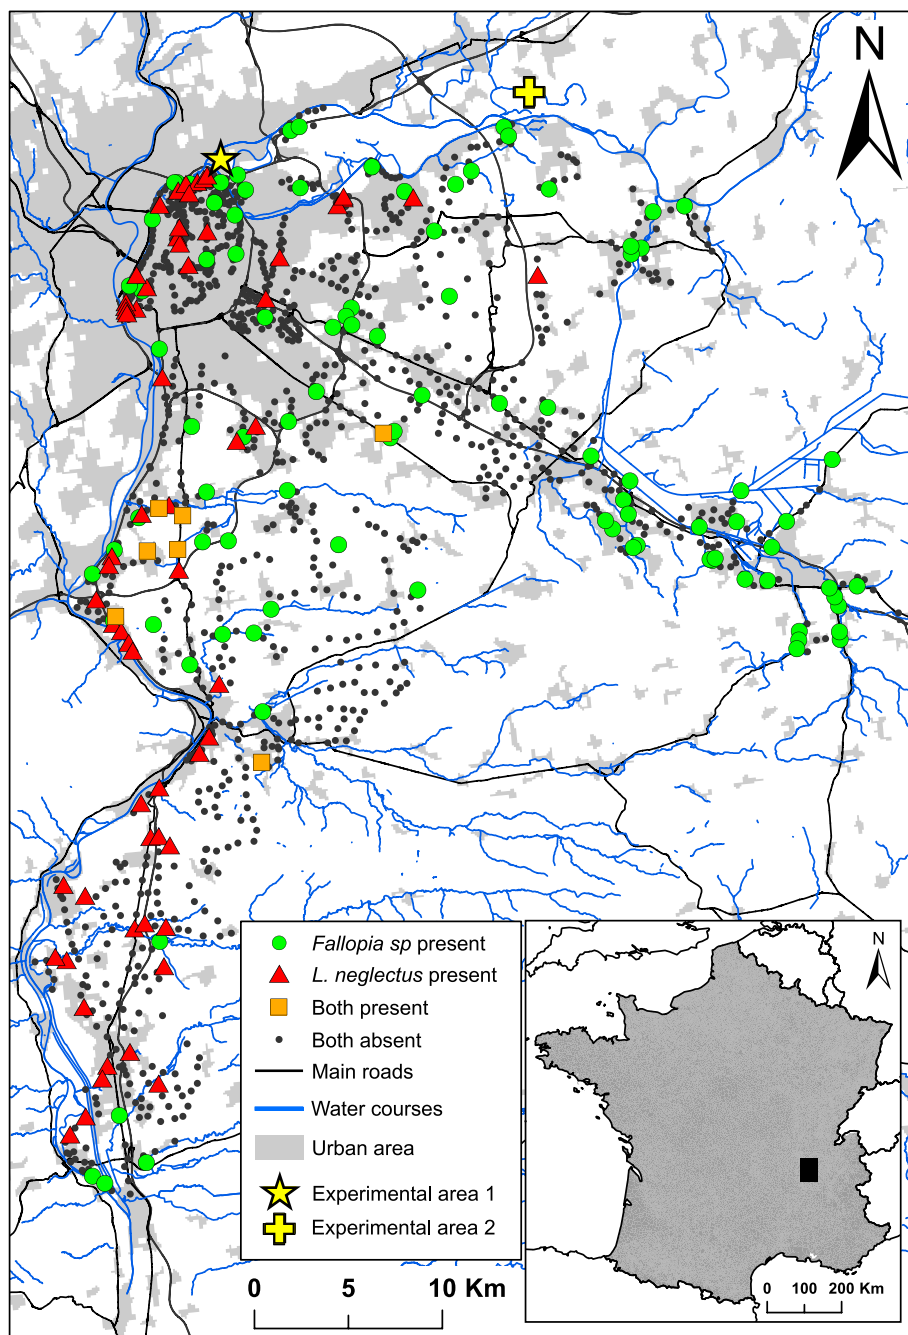 N
Fallopia sp present
L. neglectus present
Both present
Both absent
Main roads
Water courses
Urban area
Experimental area 1
Experimental area 2
0 5 10 Km
N
0 100 200 Km